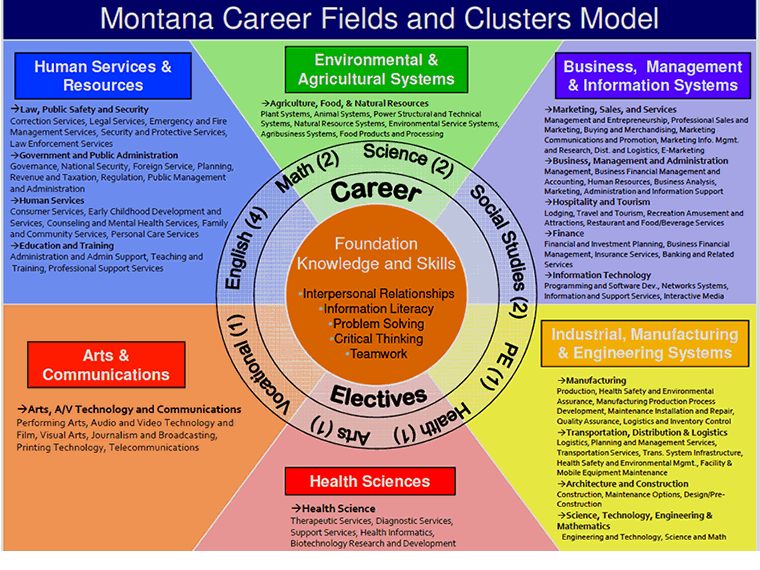 Montana Career Fields and Clusters Model
Human Services &
Resources
→Law, Public Safety and Security
Correction Services, Legal Services, Emergency and Fire
Management Services, Security and Protective Services,
Law Enforcement Services
→Government and Public Administration
Governance, National Security, Foreign Service, Planning,
Revenue and Taxation, Regulation, Public Management
and Administration
→Human Services
Consumer Services, Early Childhood Development and
Services, Counseling and Mental Health Services, Family
and Community Services, Personal Care Services
→Education and Training
Administration and Admin Support, Teaching and
Training, Professional Support Services
Environmental &
Agricultural Systems
→Agriculture, Food, & Natural Resources
Plant Systems, Animal Systems, Power Structural and Technical
Systems, Natural Resource Systems, Environmental Service Systems,
Agribusiness Systems, Food Products and Processing
Business, Management
& Information Systems
→Marketing, Sales, and Services
Management and Entrepreneurship, Professional Sales and
Marketing, Buying and Merchandising, Marketing
Communications and Promotion, Marketing Info. Mgmt.
and Research, Dist. and Logistics, E-Marketing
→Business, Management and Administration
Management, Business Financial Management and
Accounting, Human Resources, Business Analysis,
Marketing, Administration and Information Support
→Hospitality and Tourism
Lodging, Travel and Tourism, Recreation Amusement and
Attractions, Restaurant and Food/Beverage Services
→Finance
Financial and Investment Planning, Business Financial
Management, Insurance Services, Banking and Related
Services
→Information Technology
Programming and Software Dev., Networks Systems,
Information and Support Services, Interactive Media
Math (2)
Science (2)
Social Studies (2)
PE (1)
Health (1)
Arts (1)
Vocational (1)
English (4)
Career
Foundation
Knowledge and Skills
•Interpersonal Relationships
•Information Literacy
•Problem Solving
•Critical Thinking
•Teamwork
Electives
Arts &
Communications
→Arts, A/V Technology and Communications
Performing Arts, Audio and Video Technology and
Film, Visual Arts, Journalism and Broadcasting,
Printing Technology, Telecommunications
Health Sciences
→Health Science
Therapeutic Services, Diagnostic Services,
Support Services, Health Informatics,
Biotechnology Research and Development
Industrial, Manufacturing
& Engineering Systems
→Manufacturing
Production, Health Safety and Environmental
Assurance, Manufacturing Production Process
Development, Maintenance Installation and Repair,
Quality Assurance, Logistics and Inventory Control
→Transportation, Distribution & Logistics
Logistics, Planning and Management Services,
Transportation Services, Trans. System Infrastructure,
Health Safety and Environmental Mgmt., Facility &
Mobile Equipment Maintenance
→Architecture and Construction
Construction, Maintenance Options, Design/Pre-
Construction
→Science, Technology, Engineering &
Mathematics
Engineering and Technology, Science and Math